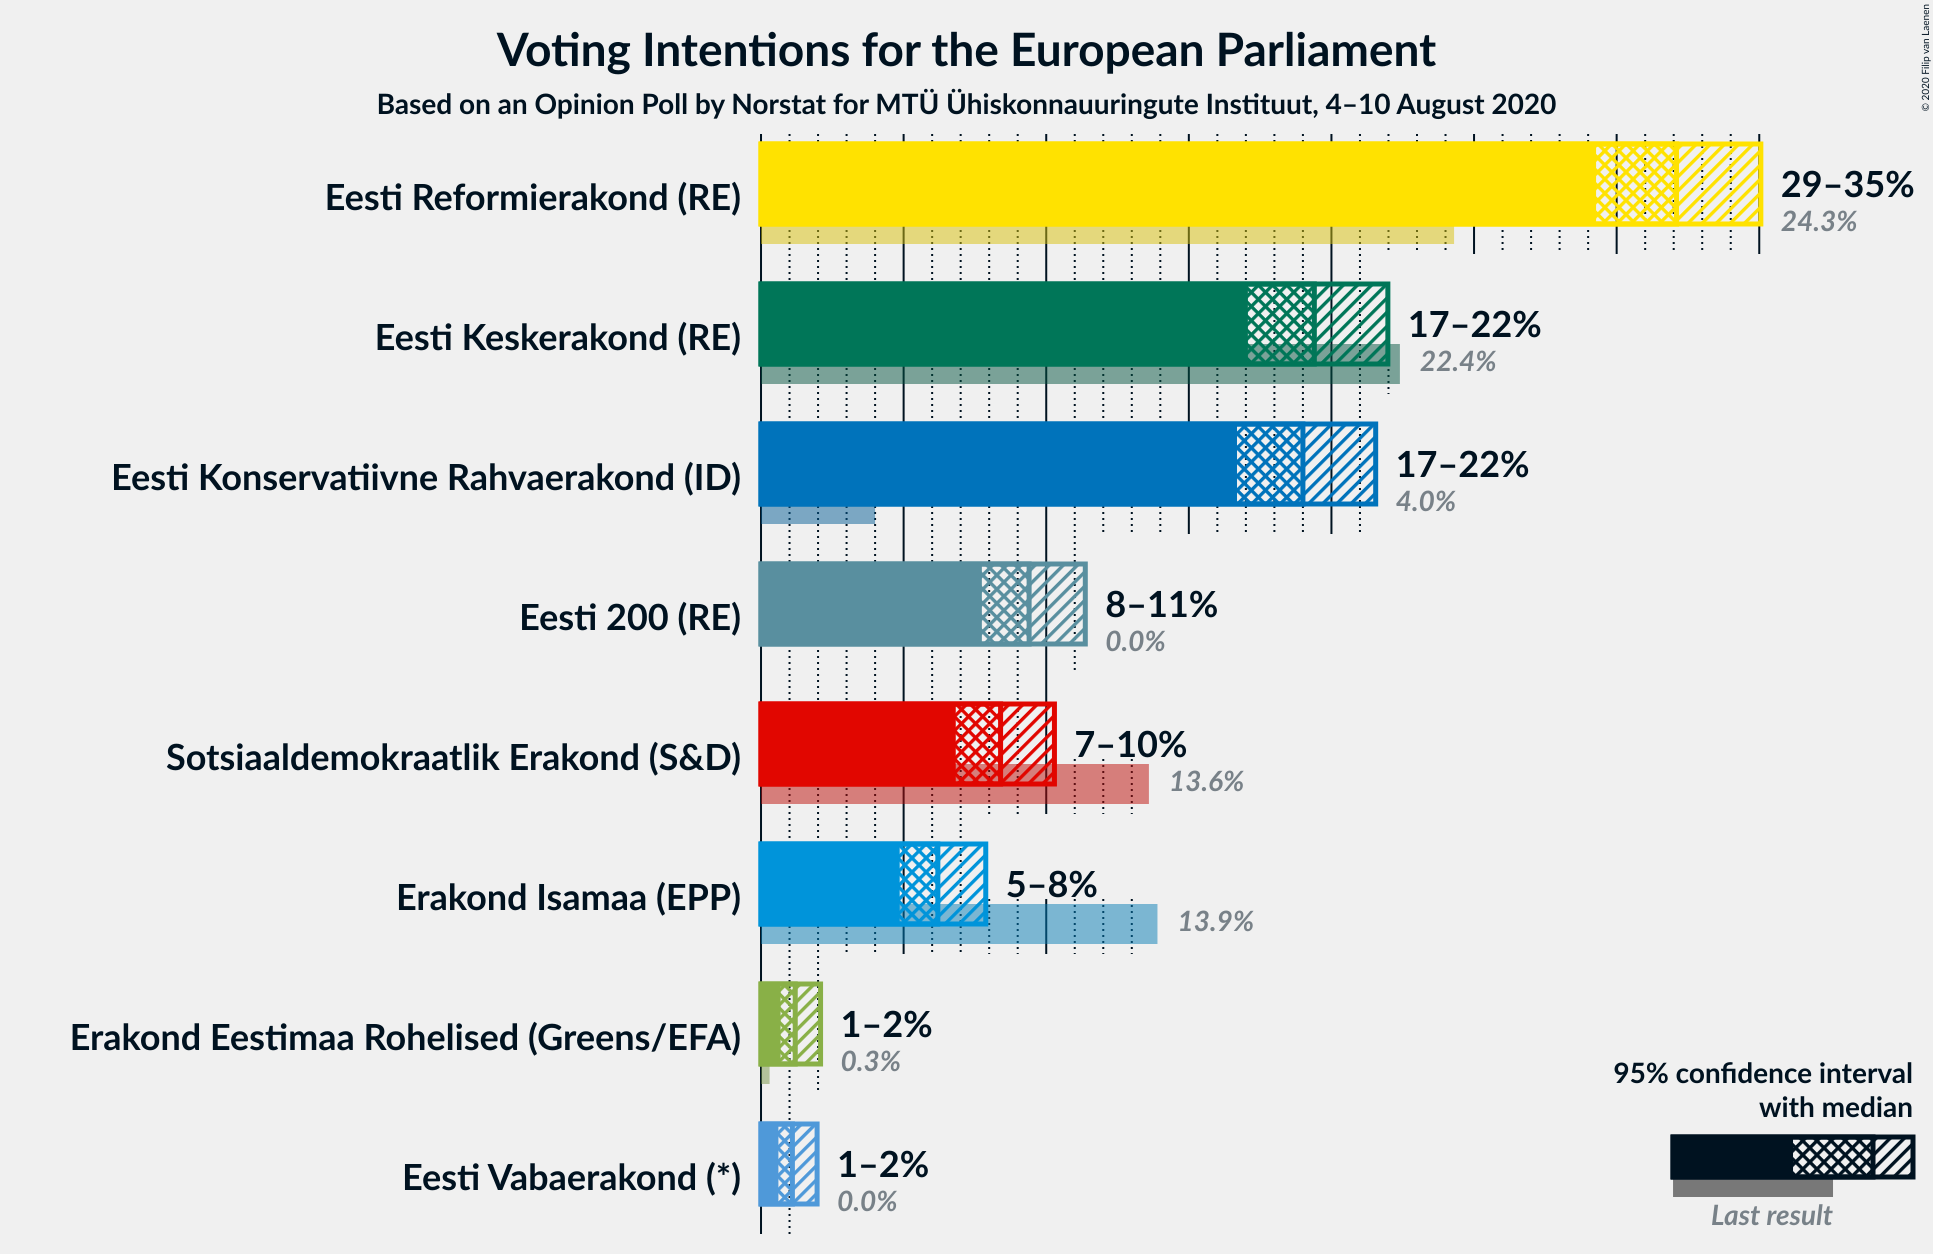 Voting Intentions for the European Parliament
Based on an Opinion Poll by Norstat for MTÜ Ühiskonnauuringute Instituut, 4–10 August 2020
© 2020 Filip van Laenen
Eesti Reformierakond (RE)
29–35%
24.3%
Eesti Keskerakond (RE)
17–22%
22.4%
Eesti Konservatiivne Rahvaerakond (ID)
17–22%
4.0%
Eesti 200 (RE)
8–11%
0.0%
Sotsiaaldemokraatlik Erakond (S&D)
7–10%
13.6%
Erakond Isamaa (EPP)
5–8%
13.9%
Erakond Eestimaa Rohelised (Greens/EFA)
1–2%
0.3%
Eesti Vabaerakond (*)
1–2%
0.0%
95% confidence interval
with median
Last result